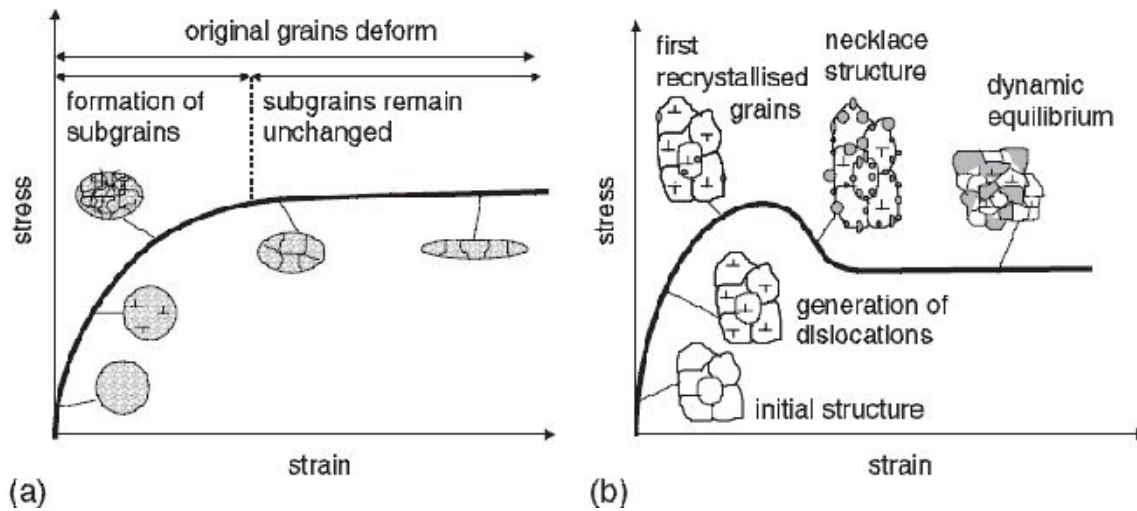 original grains deform
formation of
subgrains
subgrains remain
unchanged
stress
strain
(a)
first
recrystallised
grains
necklace
structure
dynamic
equilibrium
generation of
dislocations
initial structure
stress
strain
(b)